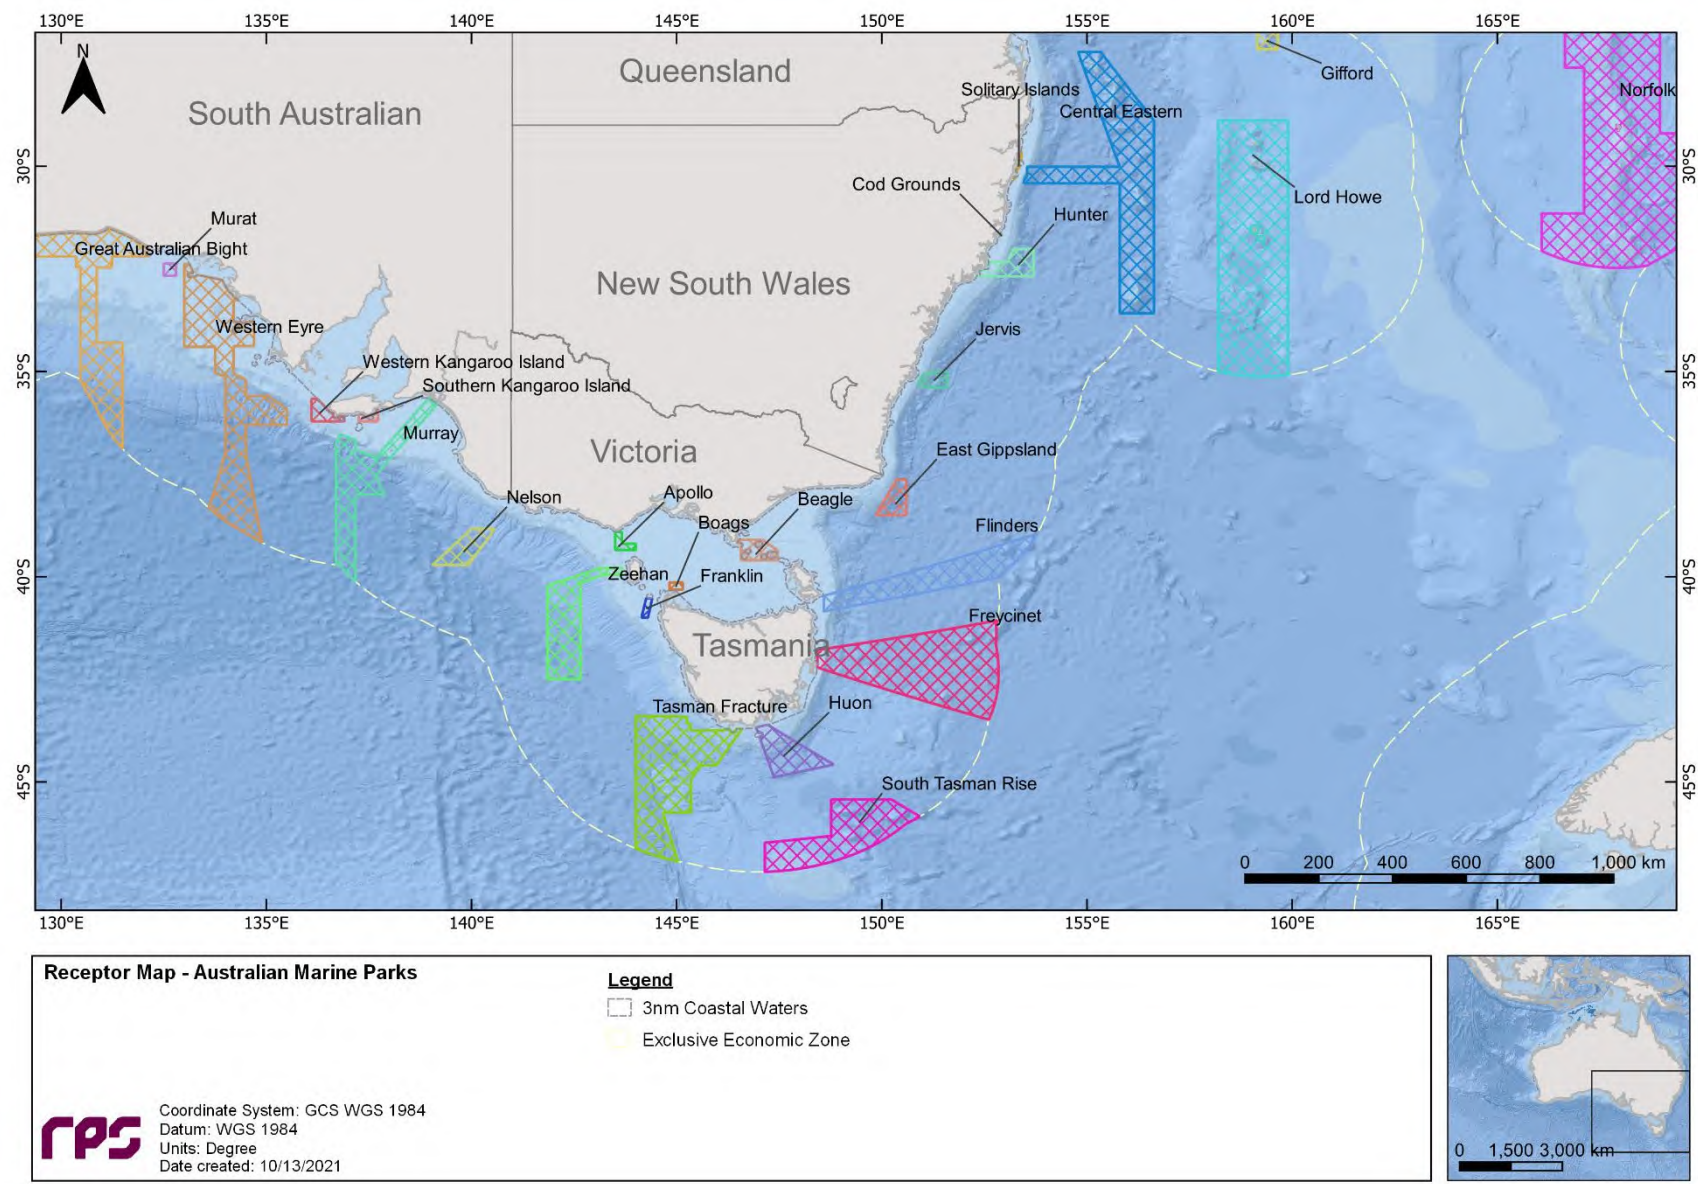 130°E 135°E 140°E 145°E 150°E 155°E 160°E 165°E
N
Queensland
Gifford
Solitary Islands
Norfolk
South Australian
Central Eastern
30°S
30°S
Cod Grounds
Lord Howe
Murat
Hunter
Great Australian Bight
New South Wales
Western Eyre
Jervis
Western Kangaroo Island
35°S
35°S
Southern Kangaroo Island
Murray
Victoria
East Gippsland
Nelson
Apollo
Beagle
Boags
Flinders
Zeehan
Franklin
40°S
40°S
Freycinet
Tasmania
Tasman Fracture
Huon
45°S
45°S
South Tasman Rise
0 200 400 600 800 1,000 km
130°E 135°E 140°E 145°E 150°E 155°E 160°E 165°E
Receptor Map - Australian Marine Parks
Legend
3nm Coastal Waters
Exclusive Economic Zone
rps
Coordinate System: GCS WGS 1984
Datum: WGS 1984
Units: Degree
Date created: 10/13/2021
0 1,500 3,000 km